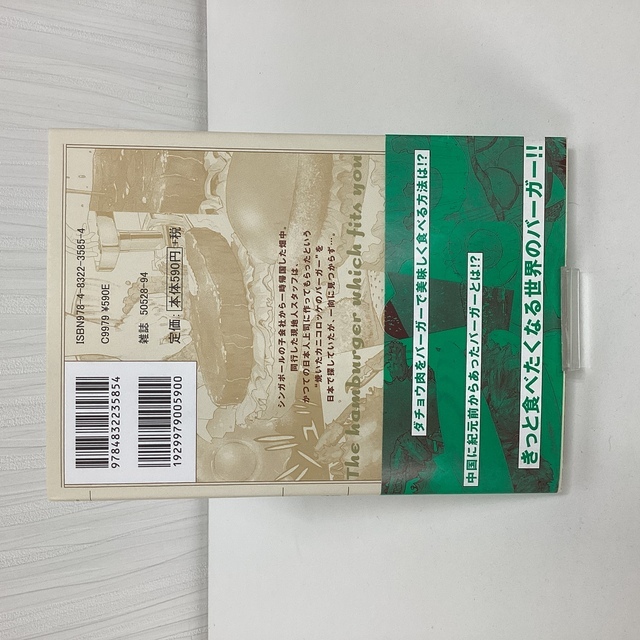 ISBN978-4-8322-3585-4
C9979 ¥590E
雑誌 50528-94
定価:本体590円+税
9784832235854
1929979005900
シンガポールの子会社から一時帰国した畑中。
同行した現地人スタッフは、
かつての日本人上司に作ってもらったという
“焼いたカニコロッケのバーガー”を
日本で探していたが、一向に見つからず…。
The hamburger which fits you
ジュ
ダチョウ肉をバーガーで美味しく食べる方法は!?
中国に紀元前からあったバーガーとは!?
きっと食べたくなる世界のバーガー!!